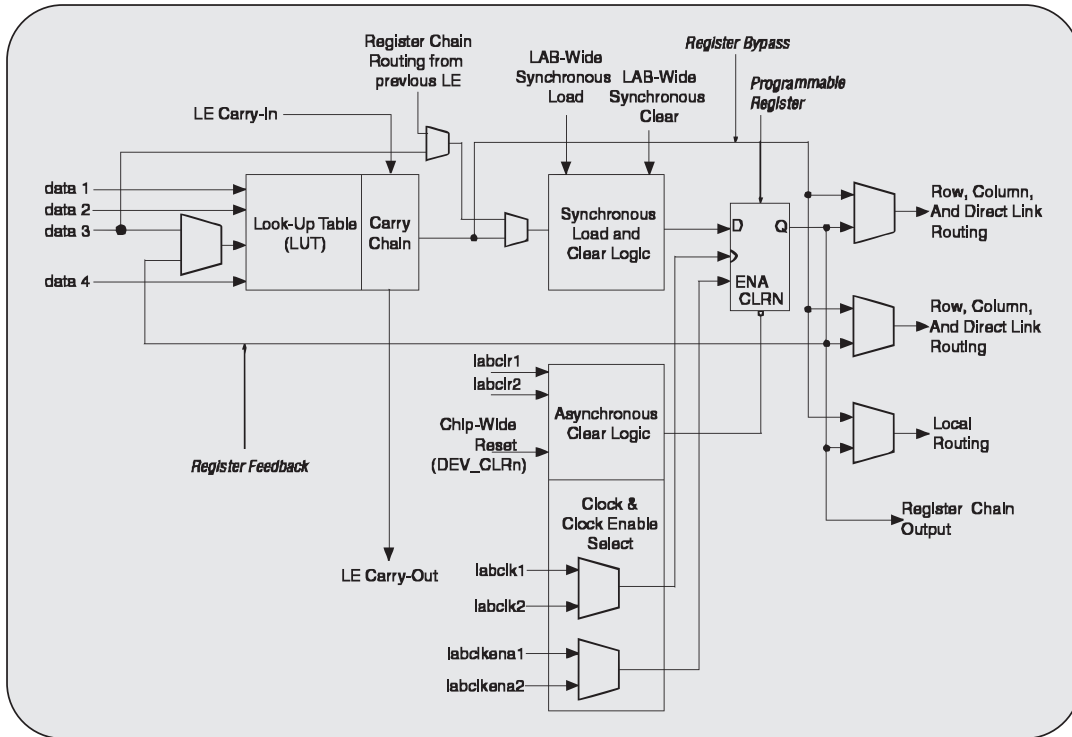 Register Chain
Routing from
previous LE
Register Bypass
LAB-Wide
Synchronous
Load
LAB-Wide
Synchronous
Clear
Programmable
Register
LE Carry-In
data 1
data 2
data 3
data 4
Look-Up Table
(LUT)
Carry
Chain
Synchronous
Load and
Clear Logic
D Q
ENA
CLRN
Row, Column,
And Direct Link
Routing
Row, Column,
And Direct Link
Routing
Local
Routing
Register Chain
Output
labclr1
labclr2
Chip-Wide
Reset
(DEV_CLRn)
Asynchronous
Clear Logic
Register Feedback
Clock &
Clock Enable
Select
LE Carry-Out
labclk1
labclk2
labclkena1
labclkena2